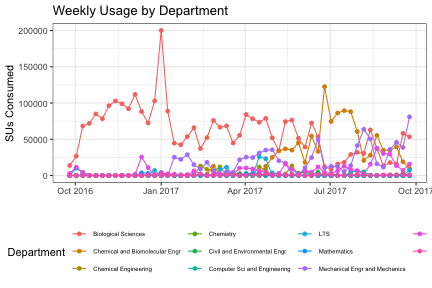 Weekly Usage by Department
SUs Consumed
200000
150000
100000
50000
0
Oct 2016
Jan 2017
Apr 2017
Jul 2017
Oct 2017
Department
Biological Sciences
Chemistry
LTS
Chemical and Biomolecular Engr
Civil and Environmental Engr
Mathematics
Chemical Engineering
Computer Sci and Engineering
Mechanical Engr and Mechanics